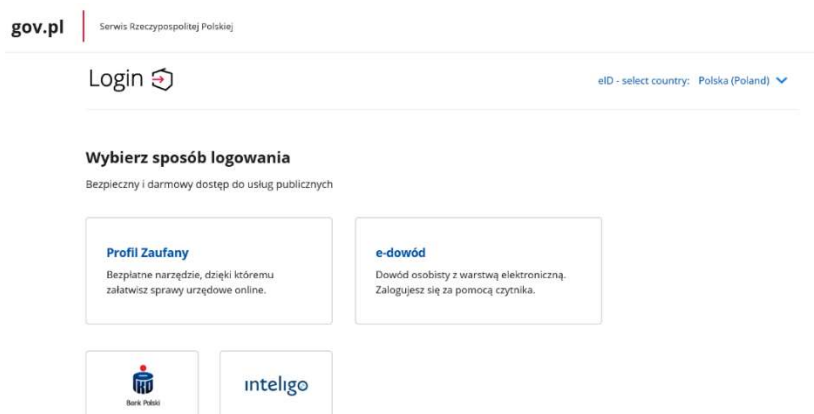 gov.pl
Serwis Rzeczypospolitej Polskiej
Login
eID - select country: Polska (Poland)
Wybierz sposób logowania
Bezpieczny i darmowy dostęp do usług publicznych
Profil Zaufany
Bezpłatne narzędzie, dzięki któremu
załatwisz sprawy urzędowe online.
e-dowód
Dowód osobisty z warstwą elektroniczną.
Zalogujesz się za pomocą czytnika.
PKO
Bank Polski
inteligo